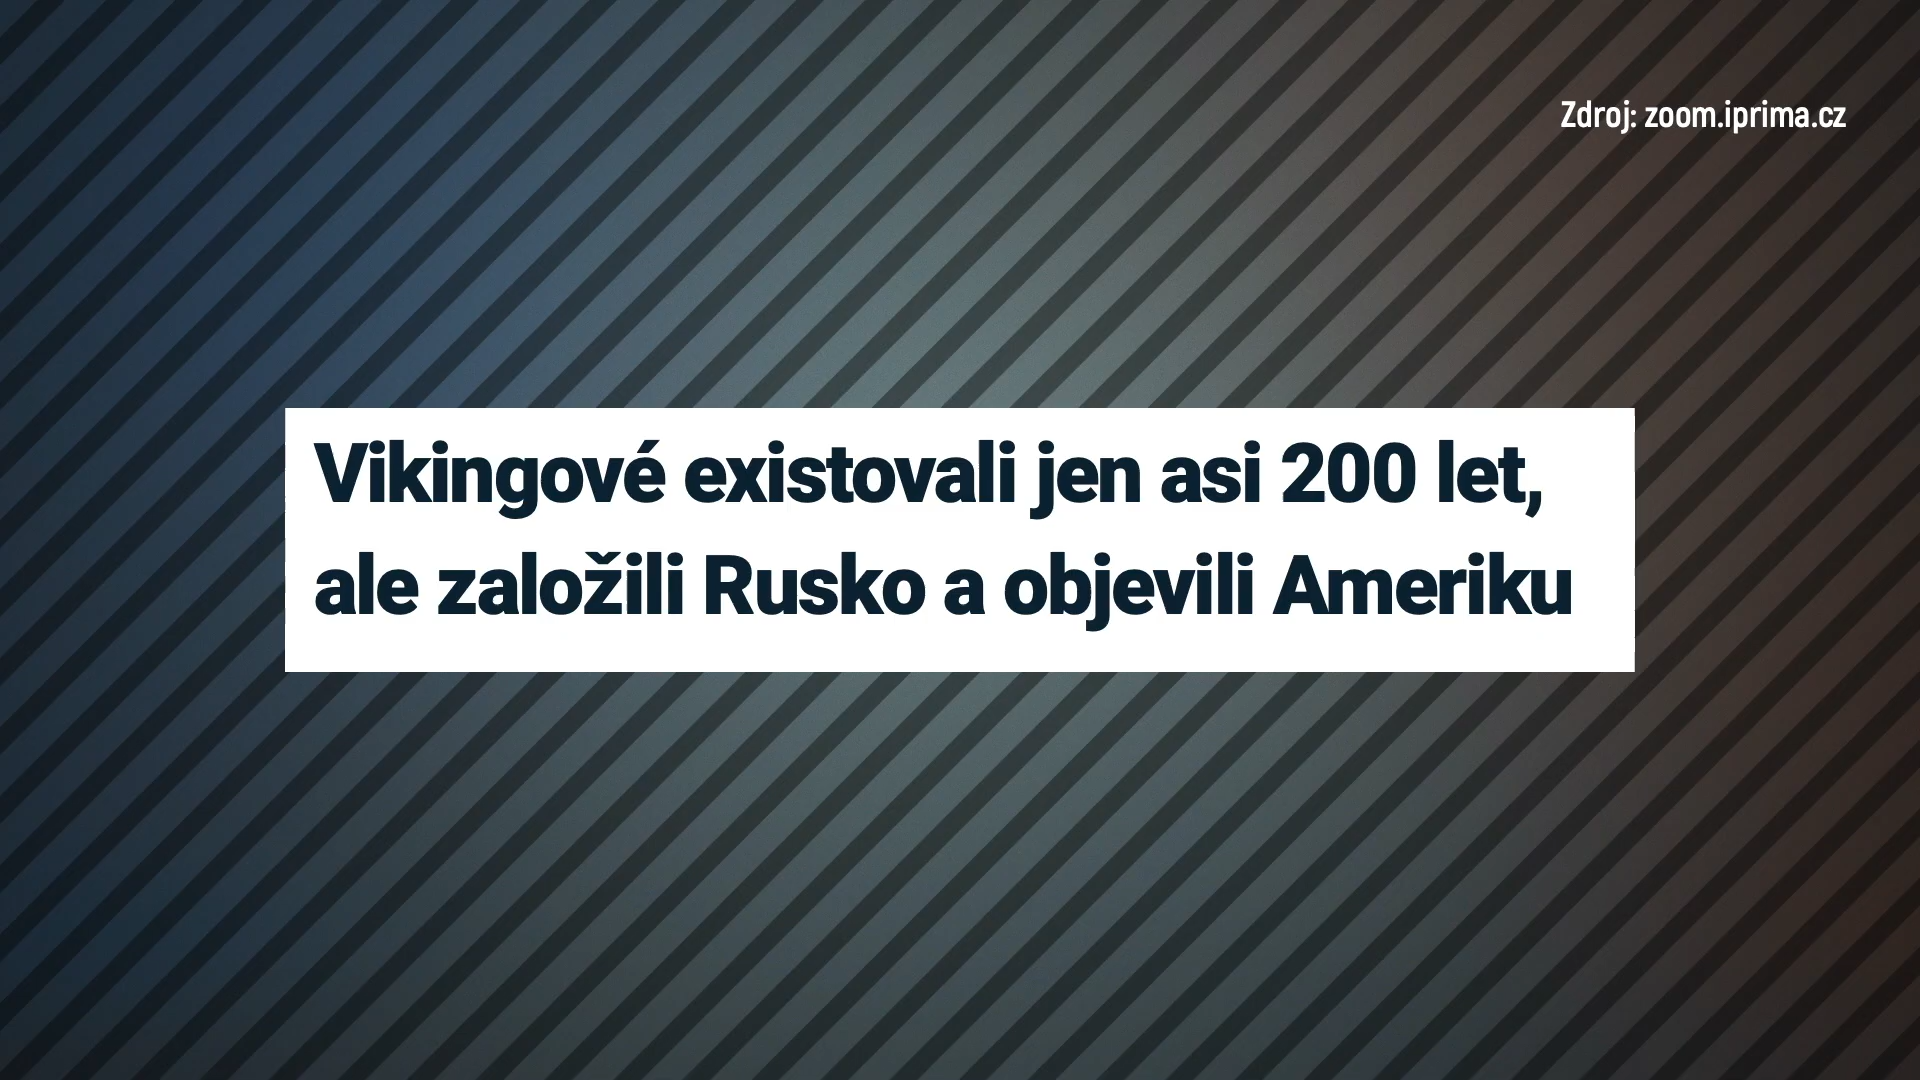 Zdroj: zoom.iprima.cz
Vikingové existovali jen asi 200 let,
ale založili Rusko a objevili Ameriku